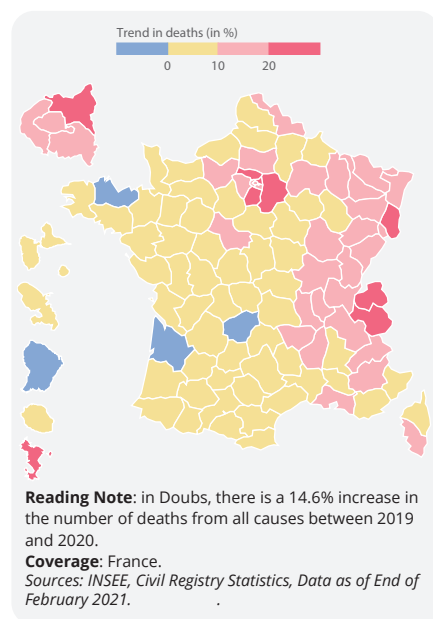 Trend in deaths (in %)
0 10 20
Reading Note: in Doubs, there is a 14.6% increase in
the number of deaths from all causes between 2019
and 2020.
Coverage: France.
Sources: INSEE, Civil Registry Statistics, Data as of End of
February 2021. .